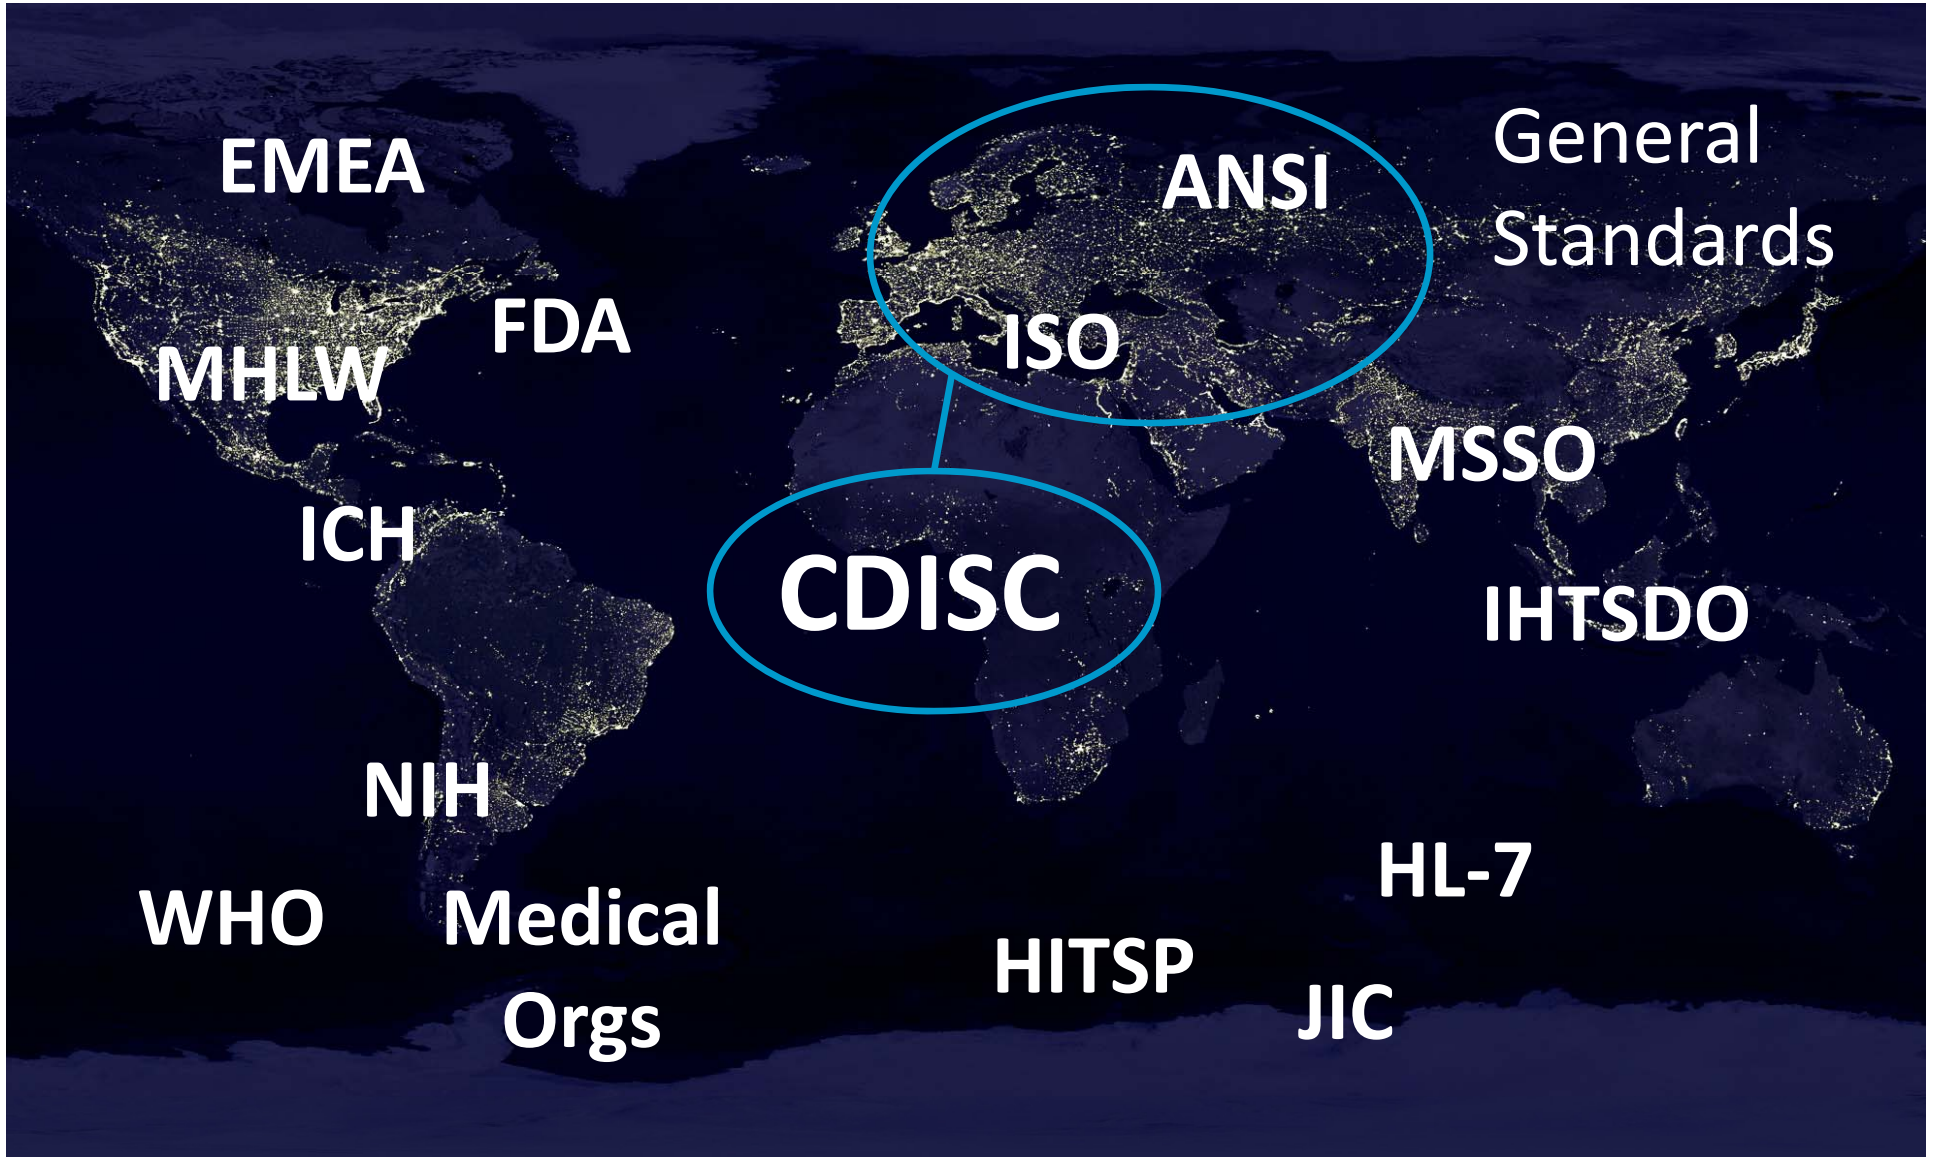 EMEA
ANSI
General
Standards
FDA
ISO
MHLW
MSSO
ICH
CDISC
IHTSDO
NIH
HL-7
WHO
Medical
Orgs
HITSP
JIC